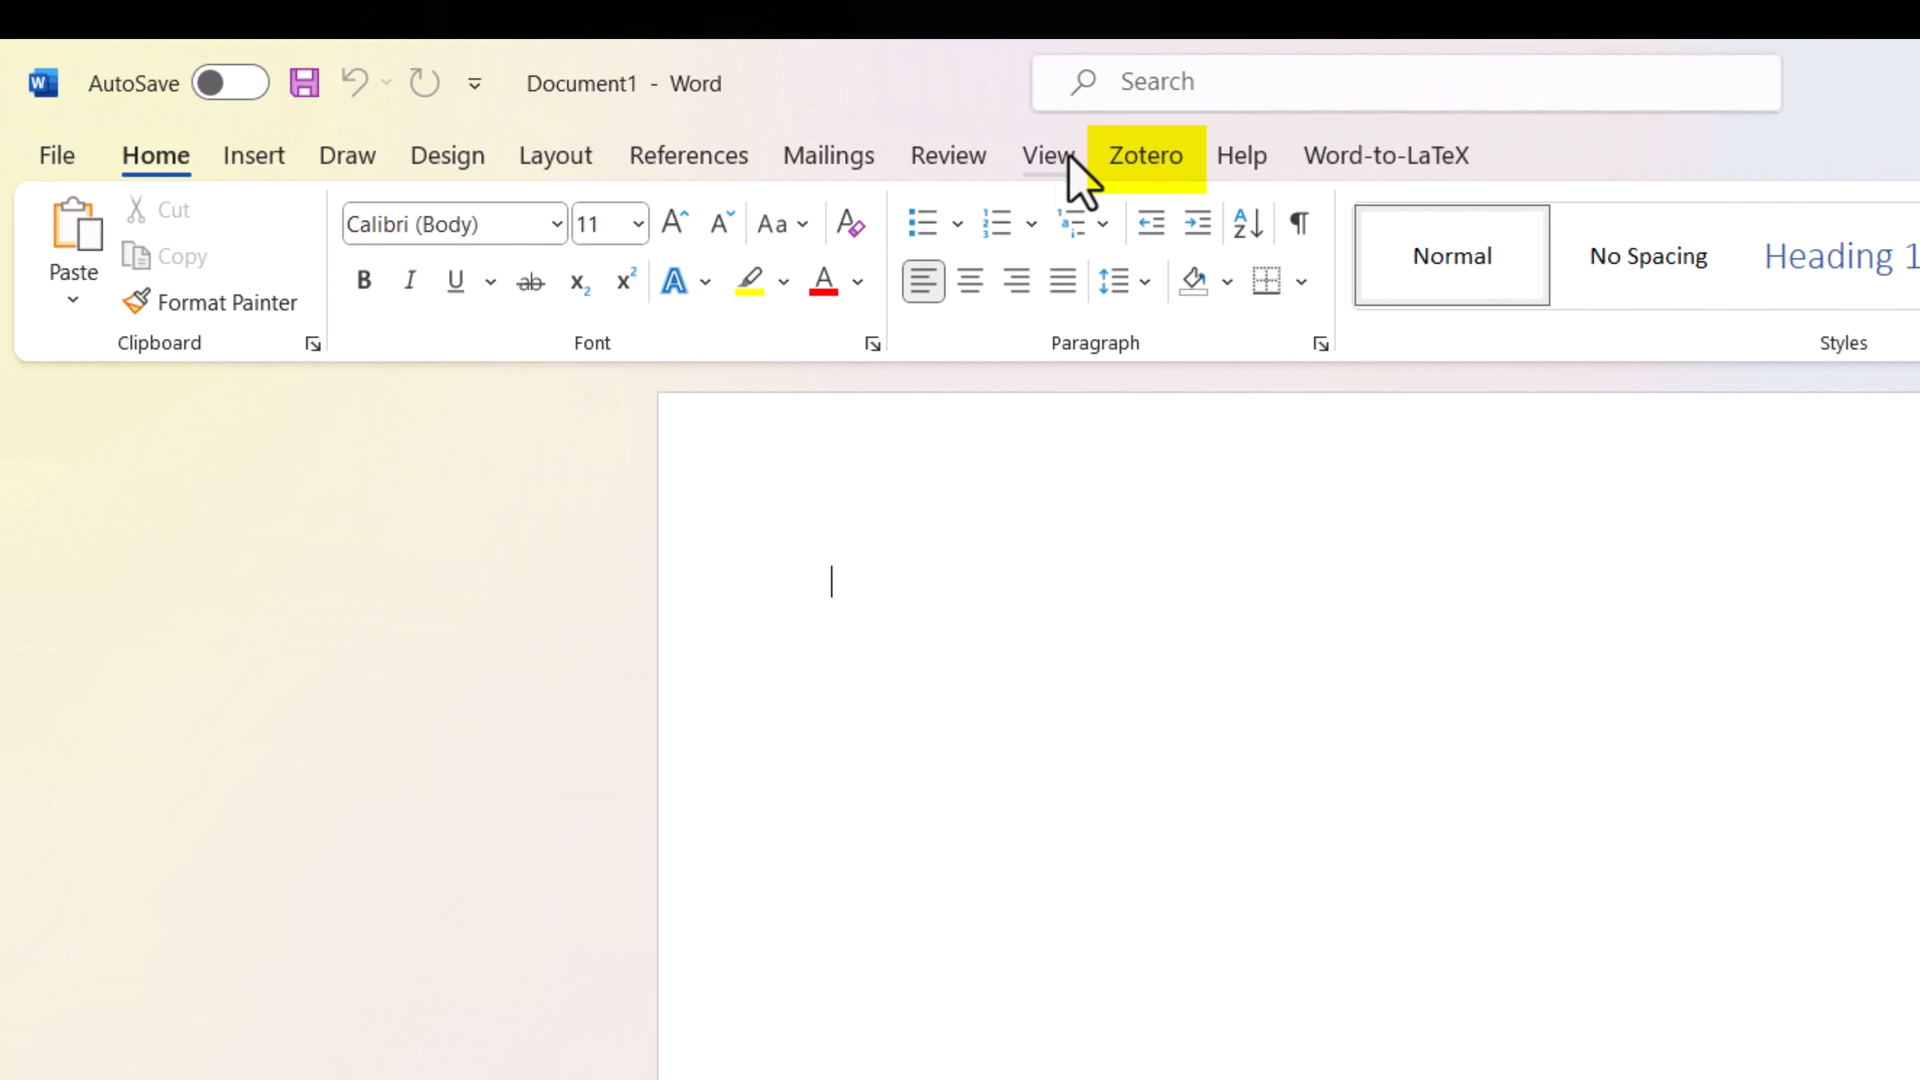 AutoSave Document1 - Word Search
File Home Insert Draw Design Layout References Mailings Review View Zotero Help Word-to-LaTeX
Paste
Cut
Copy
Format Painter
Clipboard
Calibri (Body) 11
Font
Paragraph
Normal No Spacing Heading 1
Styles